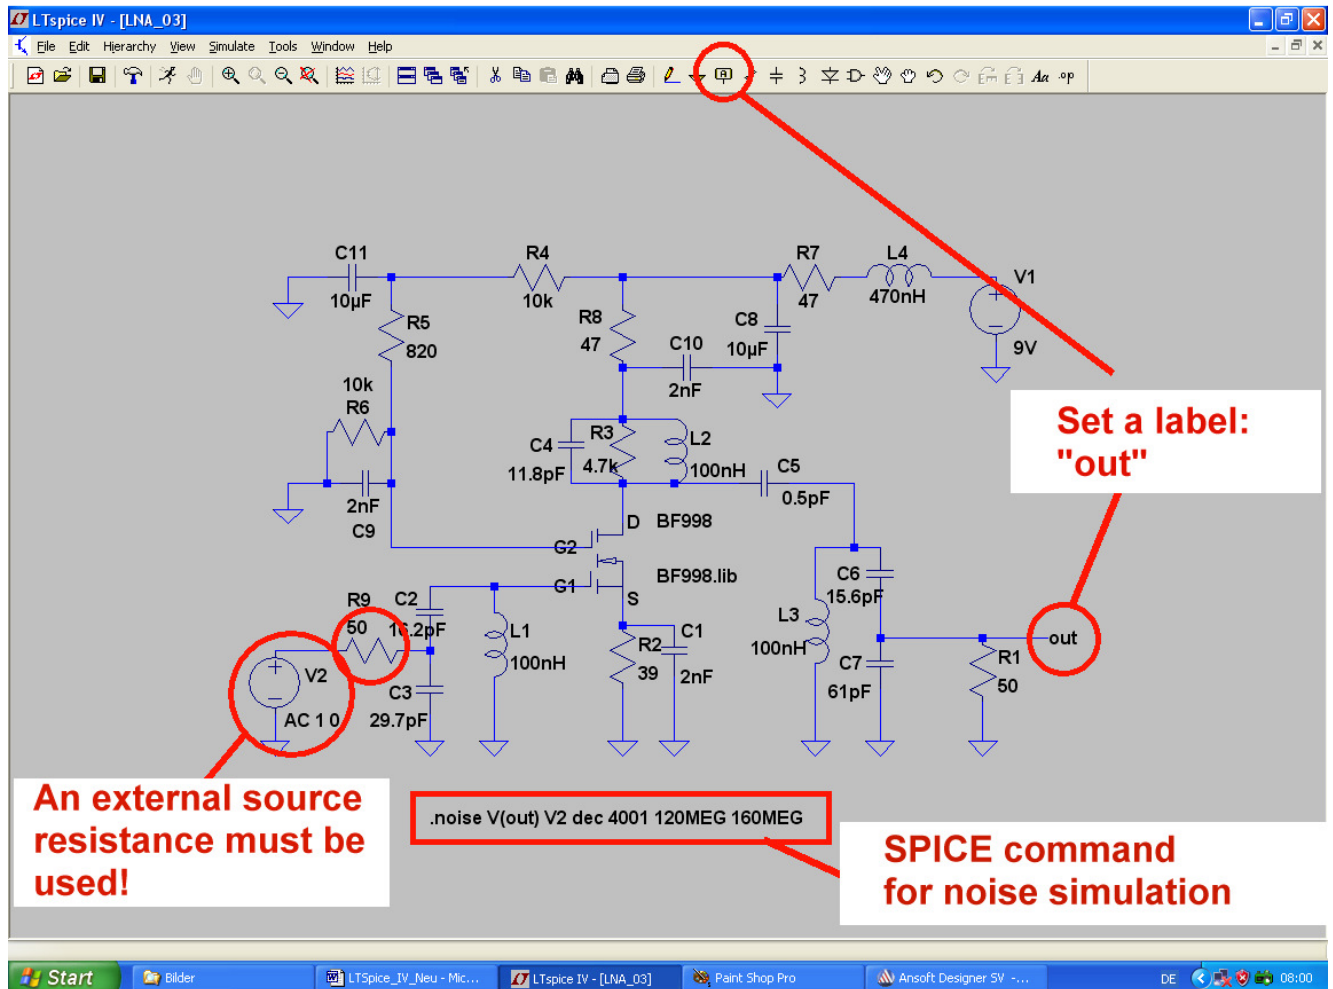 LTspice IV - [LNA_03]
File Edit Hierarchy View Simulate Tools Window Help
Aa .op
C11
10µF
R4
10k
R7
47
L4
470nH
V1
9V
R5
820
R8
47
C8
10µF
C10
2nF
10k
R6
C4
11.8pF
R3
4.7k
L2
100nH
C5
0.5pF
2nF
C9
D BF998
G2
G1
S
BF998.lib
R9
50
C2
16.2pF
L1
100nH
V2
AC 1 0
C3
29.7pF
R2
39
C1
2nF
L3
100nH
C6
15.6pF
C7
61pF
out
R1
50
Set a label:
"out"
An external source
resistance must be
used!
.noise V(out) V2 dec 4001 120MEG 160MEG
SPICE command
for noise simulation
Start Bilder LTSpice_IV_Neu - Mic... LTspice IV - [LNA_03] Paint Shop Pro Ansoft Designer SV -... DE 08:00